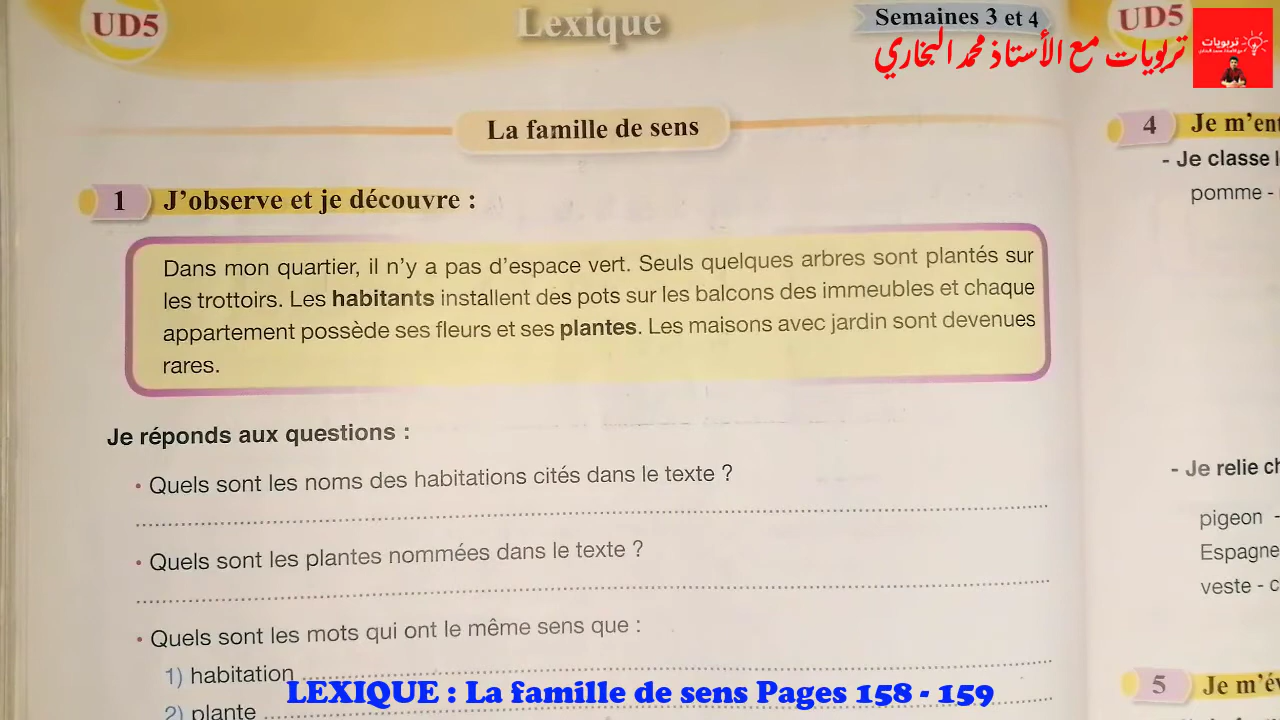 UD5
Lexique
Semaines 3 et 4
UD5
تربويات مع الأستاذ محمد البخاري
تربويات
La famille de sens
1 J'observe et je découvre :
Dans mon quartier, il n'y a pas d'espace vert. Seuls quelques arbres sont plantés sur
les trottoirs. Les habitants installent des pots sur les balcons des immeubles et chaque
appartement possède ses fleurs et ses plantes. Les maisons avec jardin sont devenues
rares.
Je réponds aux questions :
• Quels sont les noms des habitations cités dans le texte ?
• Quels sont les plantes nommées dans le texte ?
• Quels sont les mots qui ont le même sens que :
1) habitation
2) plante
4 Je m'ent
- Je classe l
pomme -
- Je relie ch
pigeon -
Espagne
veste - c
5 Je m'év
LEXIQUE : La famille de sens Pages 158 - 159